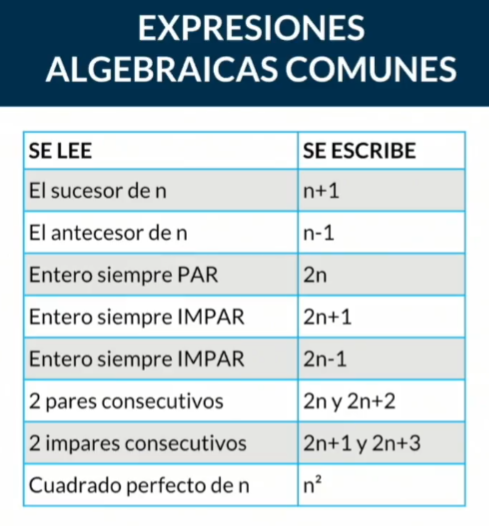 EXPRESIONES
ALGEBRAICAS COMUNES
SE LEE SE ESCRIBE
El sucesor de n n+1
El antecesor de n n-1
Entero siempre PAR 2n
Entero siempre IMPAR 2n+1
Entero siempre IMPAR 2n-1
2 pares consecutivos 2n y 2n+2
2 impares consecutivos 2n+1 y 2n+3
Cuadrado perfecto de n n²